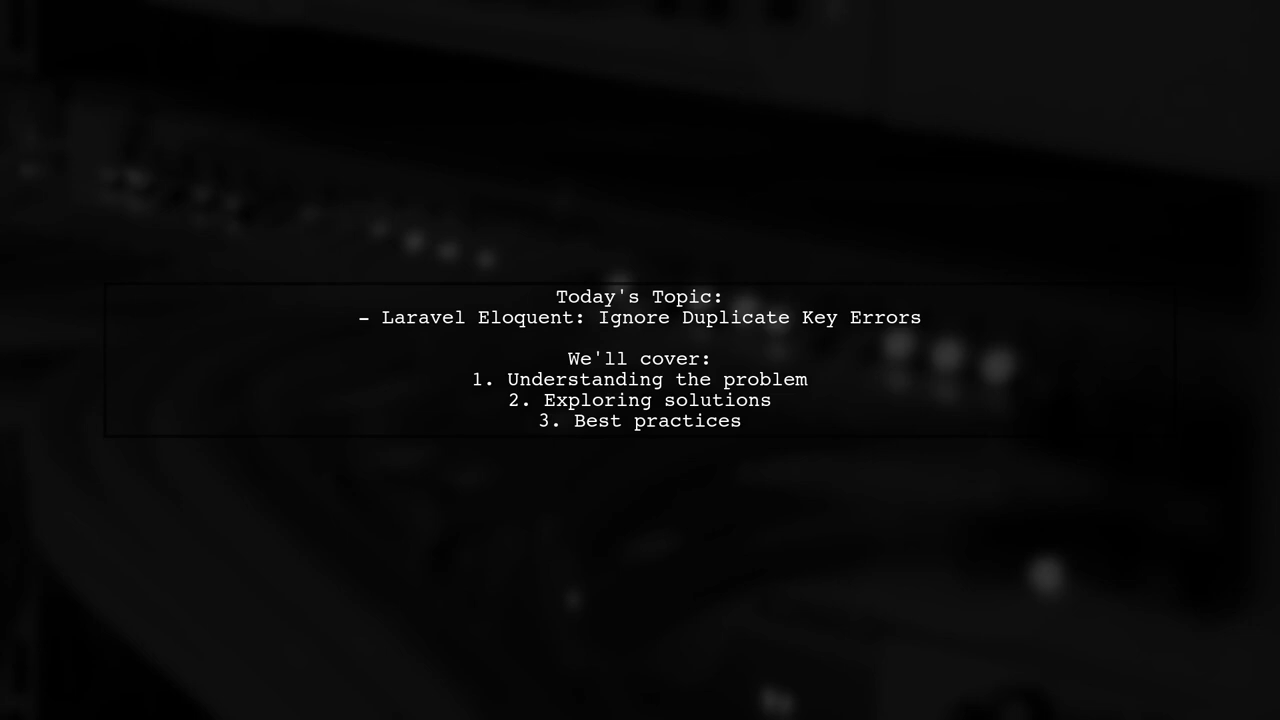 Today's Topic:
- Laravel Eloquent: Ignore Duplicate Key Errors
We'll cover:
1. Understanding the problem
2. Exploring solutions
3. Best practices